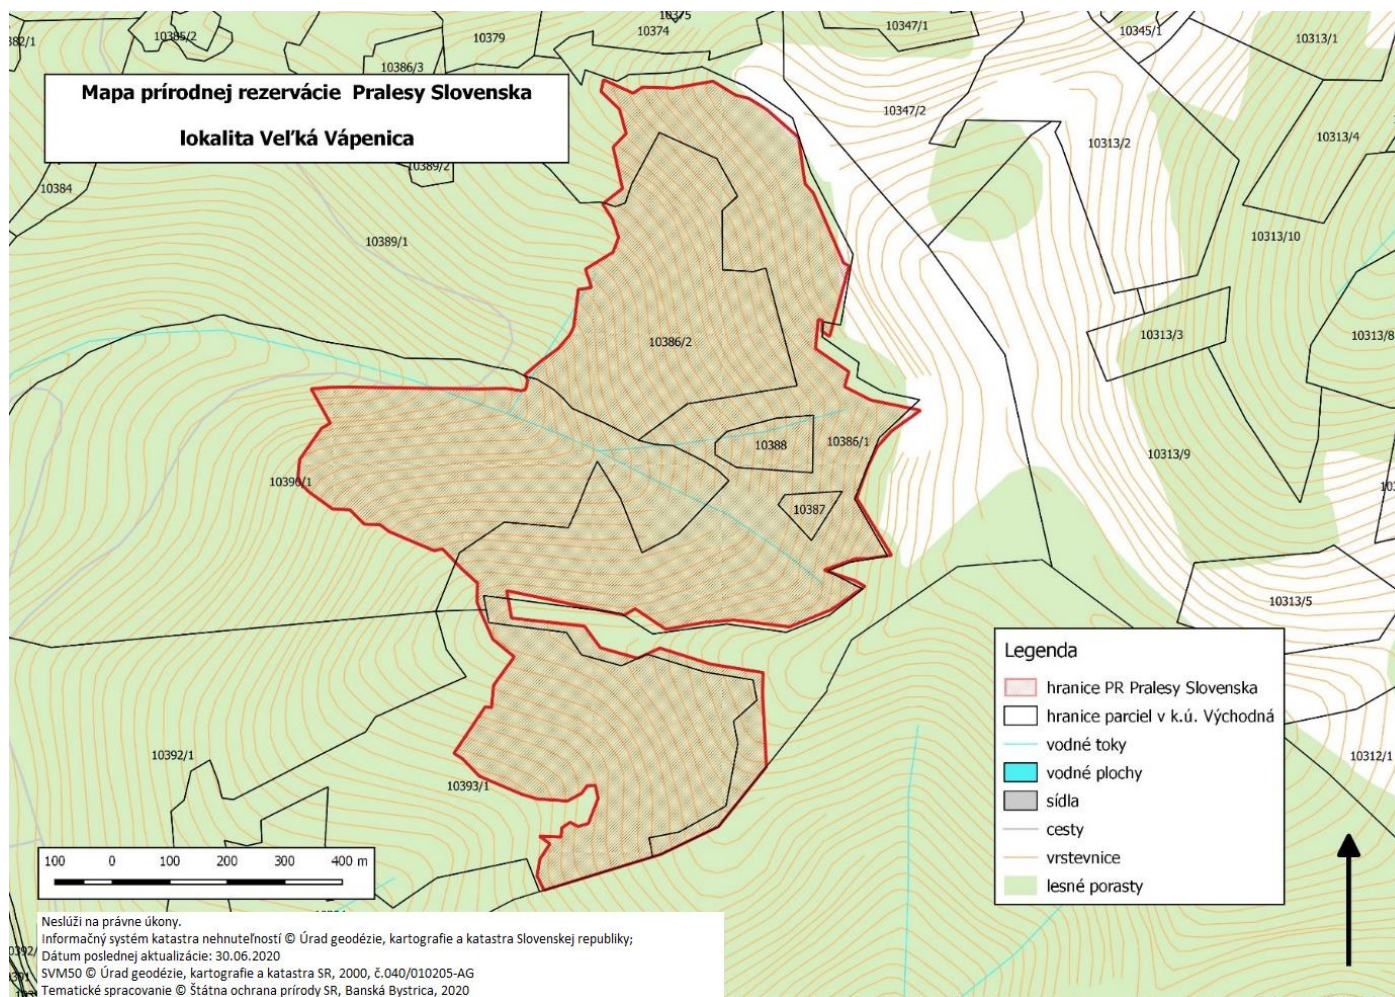 10375
10385/2
10379
10374
10347/1
10345/1
10313/1
382/1
10386/3
Mapa prírodnej rezervácie Pralesy Slovenska
lokalita Veľká Vápenica
10347/2
10313/4
10313/2
10389/2
10384
10389/1
10313/10
10386/2
10313/3
10313/8
10388
10386/1
10313/9
10390/1
10387
10313/5
Legenda
hranice PR Pralesy Slovenska
hranice parciel v k.ú. Východná
vodné toky
vodné plochy
sídla
cesty
vrstevnice
lesné porasty
10392/1
10393/1
10312/1
100 0 100 200 300 400 m
Neslúži na právne úkony.
Informačný systém katastra nehnuteľností © Úrad geodézie, kartografie a katastra Slovenskej republiky;
Dátum poslednej aktualizácie: 30.06.2020
SVM50 © Úrad geodézie, kartografie a katastra SR, 2000, č.040/010205-AG
Tematické spracovanie © Štátna ochrana prírody SR, Banská Bystrica, 2020